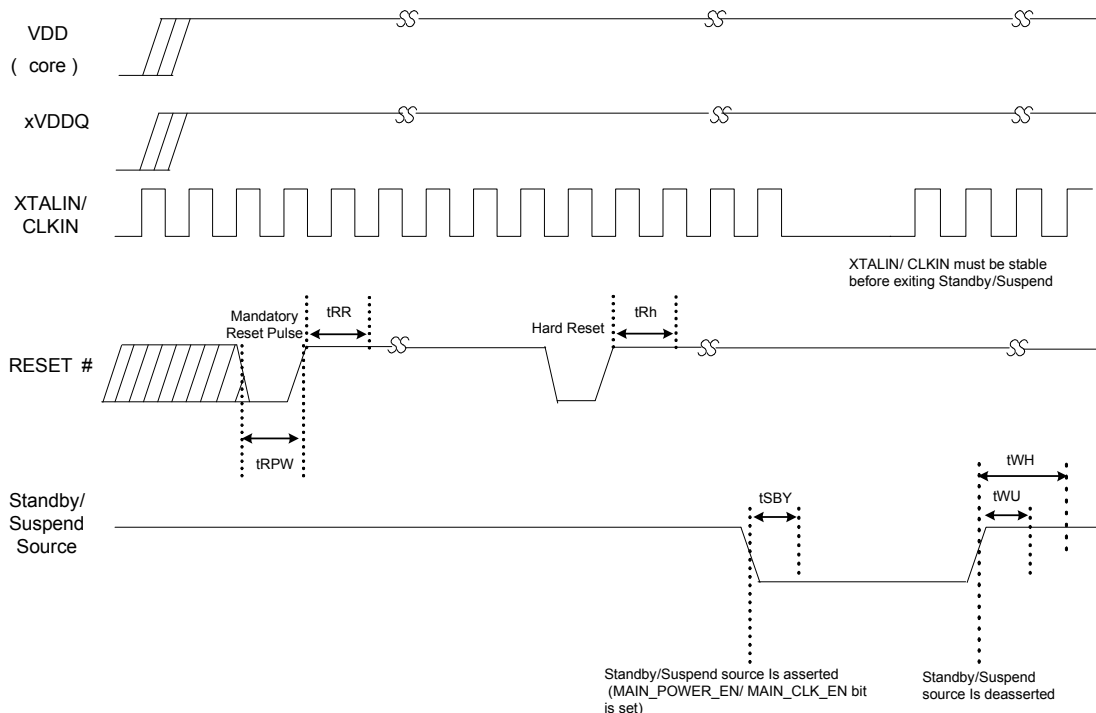 VDD
( core )
xVDDQ
XTALIN/
CLKIN
XTALIN/ CLKIN must be stable
before exiting Standby/Suspend
Mandatory
Reset Pulse
tRR
Hard Reset
tRh
RESET #
tRPW
tWH
tSBY
tWU
Standby/
Suspend
Source
Standby/Suspend source Is asserted
(MAIN_POWER_EN/ MAIN_CLK_EN bit
is set)
Standby/Suspend
source Is deasserted